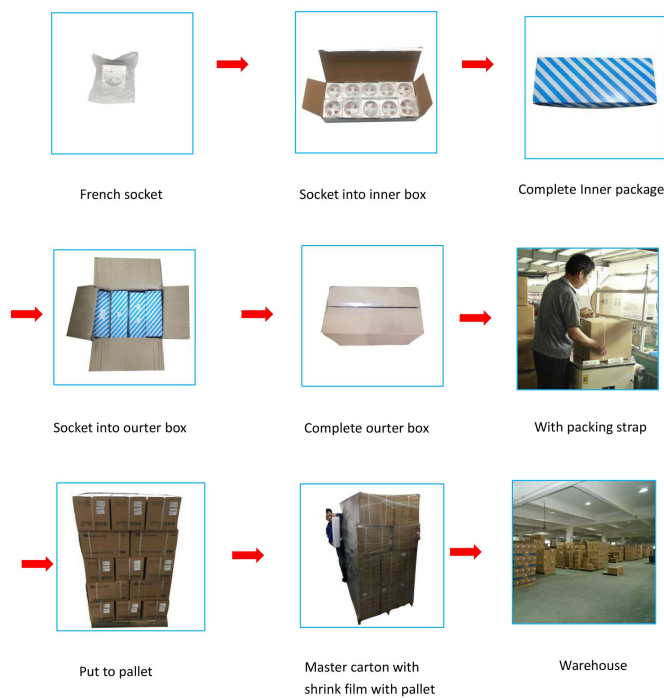 French socket
Socket into inner box
Complete Inner package
Socket into ourter box
Complete ourter box
With packing strap
Put to pallet
Master carton with
shrink film with pallet
Warehouse